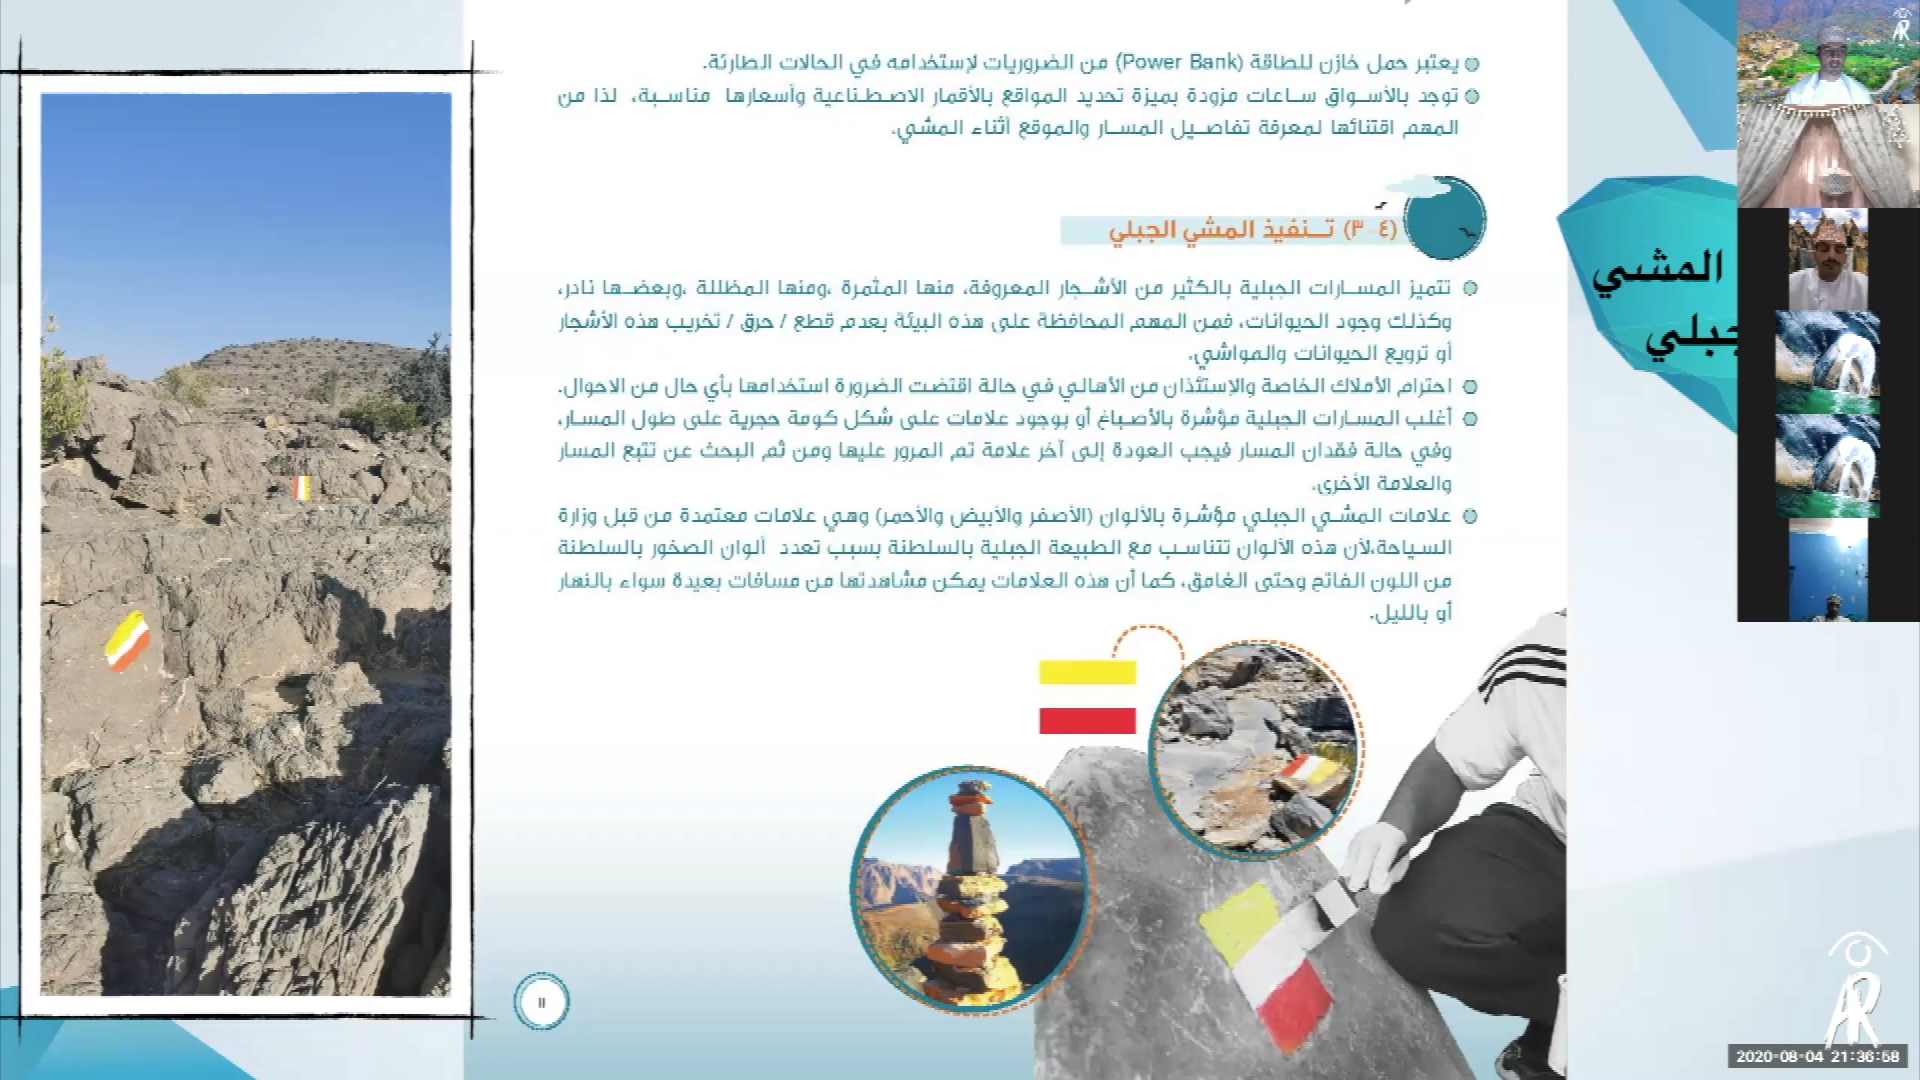 يعتبر حمل خازن للطاقة (Power Bank) من الضروريات لإستخدامه في الحالات الطارئة.
توجد بالأسواق ساعات مزودة بميزة تحديد المواقع بالأقمار الاصطناعية وأسعارها مناسبة، لذا من
المهم اقتنائها لمعرفة تفاصيل المسار والموقع أثناء المشي.
(٤ ٣) تنفيذ المشي الجبلي
تتميز المسارات الجبلية بالكثير من الأشجار المعروفة، منها المثمرة ،ومنها المظللة ،وبعضها نادر،
وكذلك وجود الحيوانات، فمن المهم المحافظة على هذه البيئة بعدم قطع / حرق / تخريب هذه الأشجار
أو ترويع الحيوانات والمواشي.
احترام الأملاك الخاصة والإستئذان من الأهالي في حالة اقتضت الضرورة استخدامها بأي حال من الاحوال.
أغلب المسارات الجبلية مؤشرة بالأصباغ أو بوجود علامات على شكل كومة حجرية على طول المسار،
وفي حالة فقدان المسار فيجب العودة إلى آخر علامة تم المرور عليها ومن ثم البحث عن تتبع المسار
والعلامة الأخرى.
علامات المشي الجبلي مؤشرة بالألوان (الأصفر والأبيض والأحمر) وهي علامات معتمدة من قبل وزارة
السياحة،لأن هذه الألوان تتناسب مع الطبيعة الجبلية بالسلطنة بسبب تعدد ألوان الصخور بالسلطنة
من اللون الفاتح وحتى الغامق، كما أن هذه العلامات يمكن مشاهدتها من مسافات بعيدة سواء بالنهار
أو بالليل.
المشي
جبلي
١١
2020-08-04 21:36:58